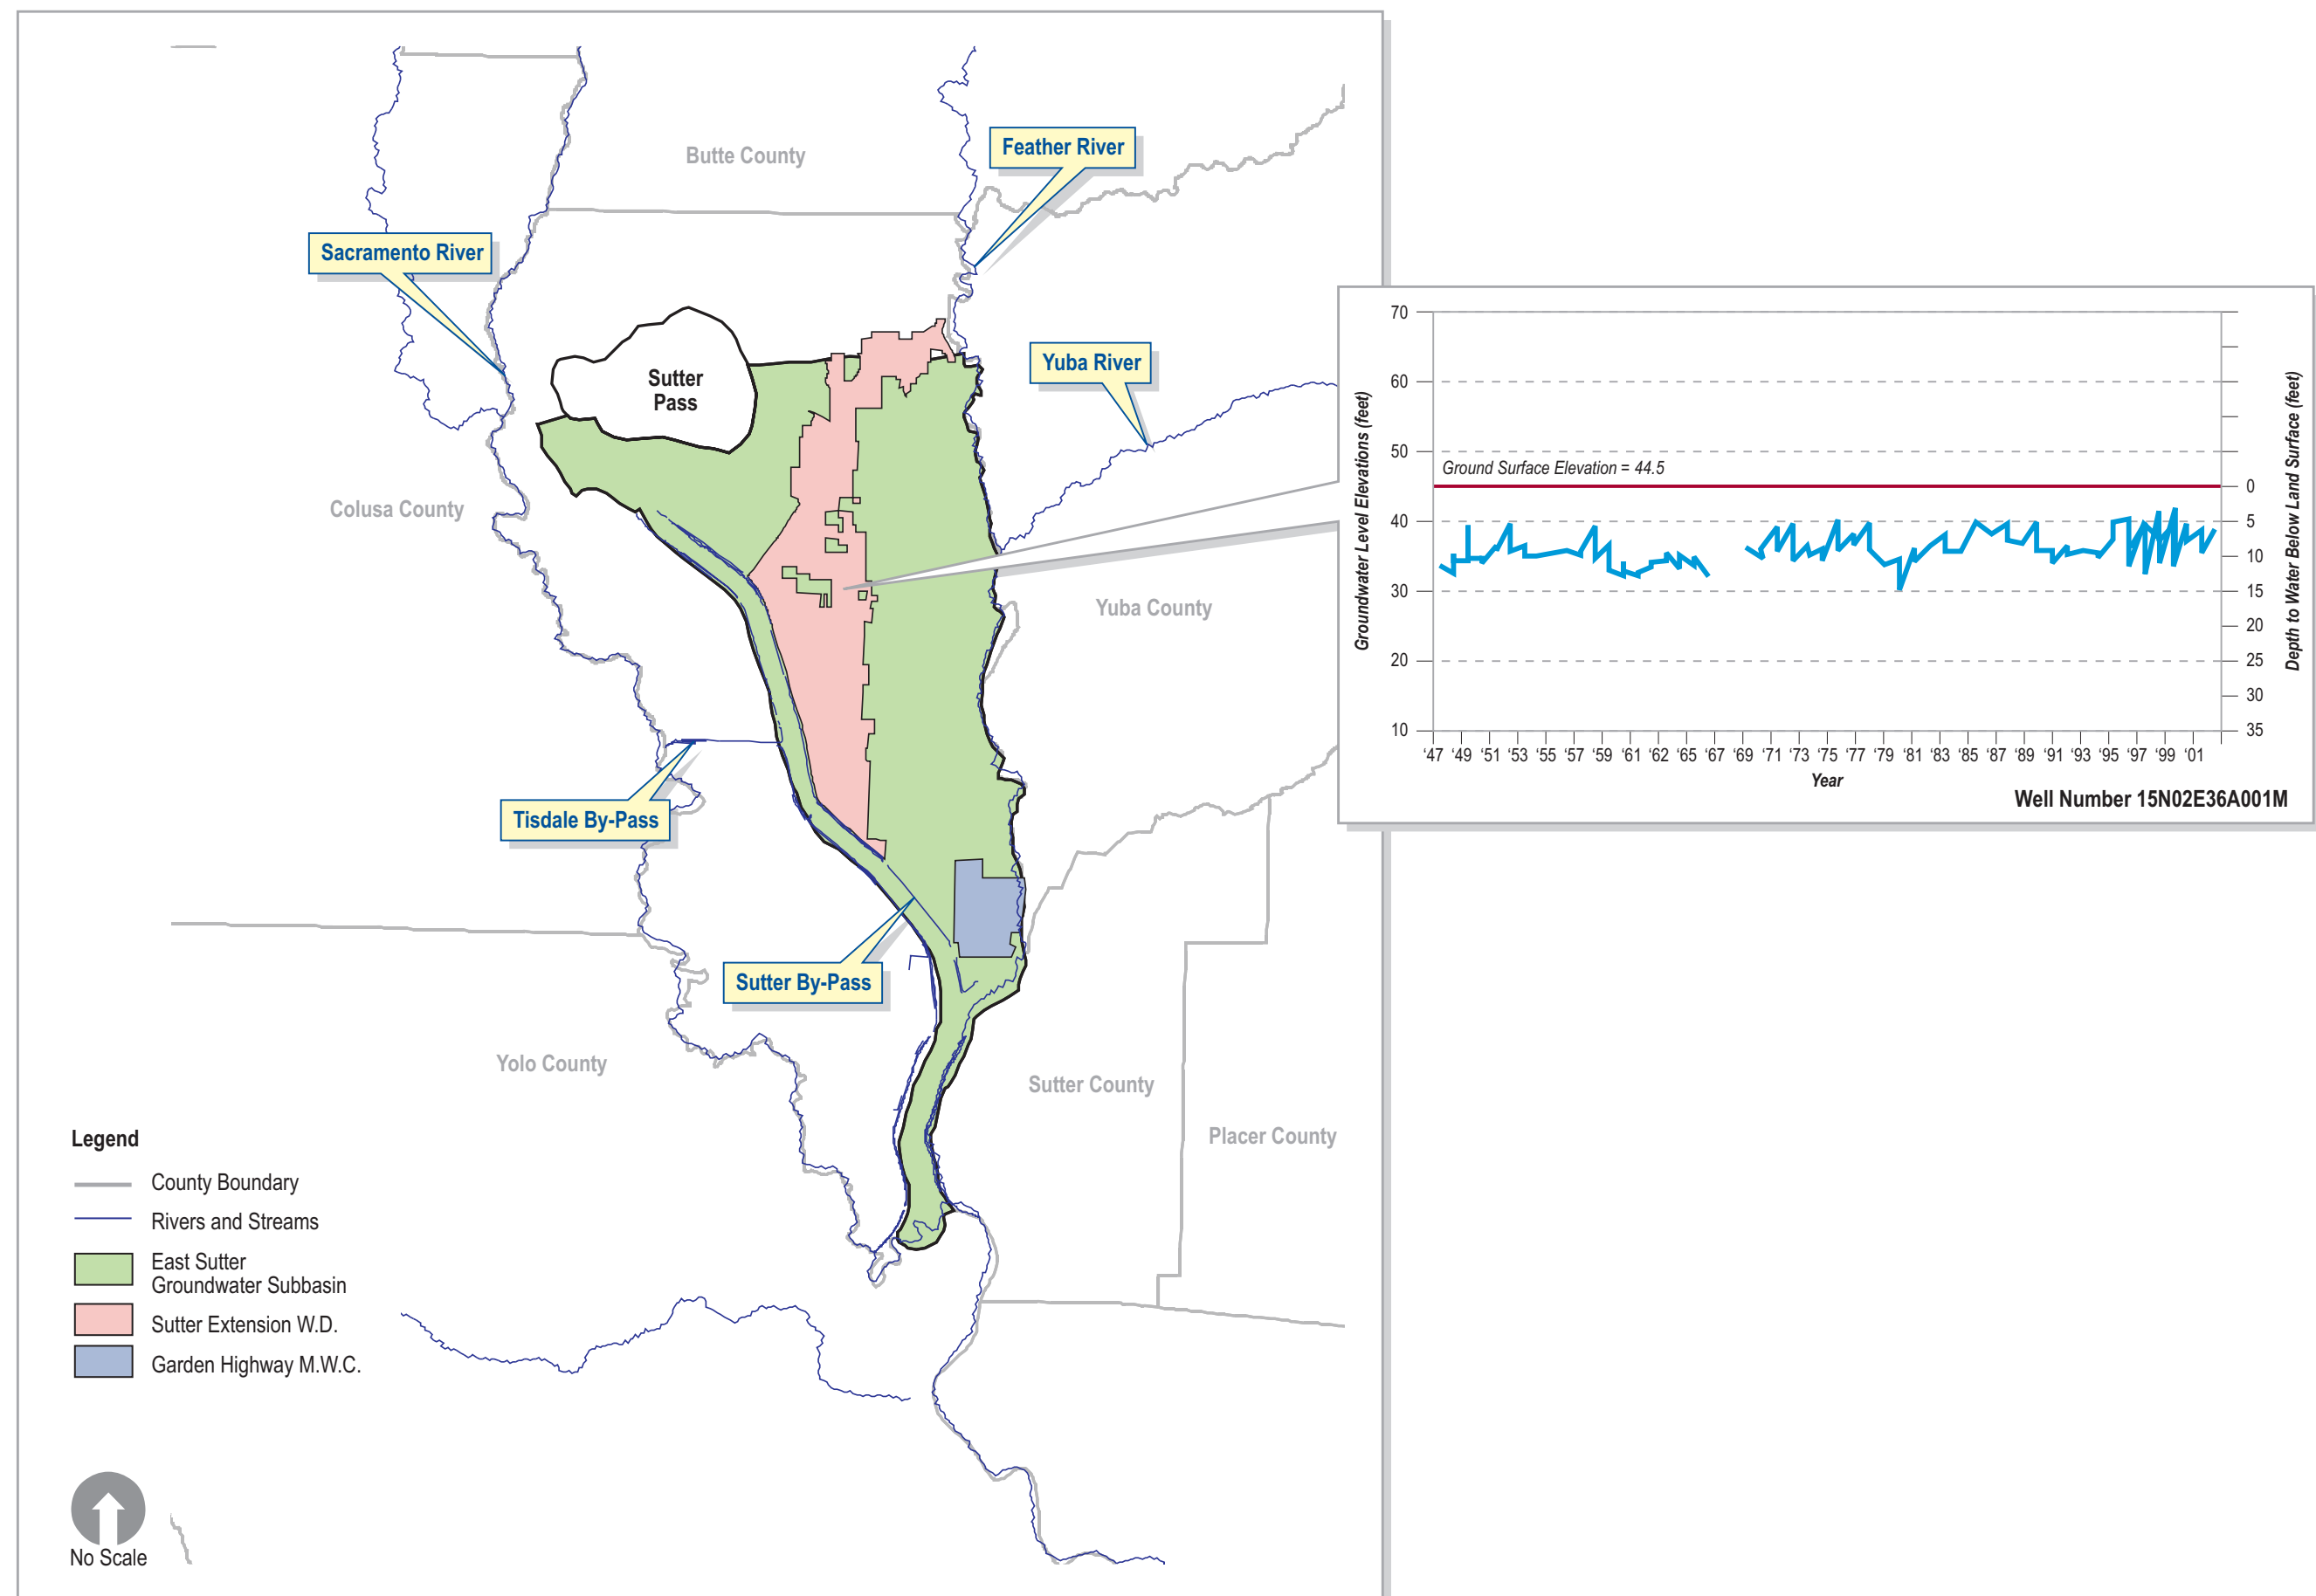 Butte County
Feather River
Sacramento River
Sutter
Pass
Yuba River
Colusa County
Yuba County
Tisdale By-Pass
Sutter By-Pass
Yolo County
Sutter County
Placer County
Legend
County Boundary
Rivers and Streams
East Sutter
Groundwater Subbasin
Sutter Extension W.D.
Garden Highway M.W.C.
No Scale
Groundwater Level Elevations (feet)
70
60
50
40
30
20
10
Ground Surface Elevation = 44.5
Depth to Water Below Land Surface (feet)
0
5
10
15
20
25
30
35
'47 '49 '51 '53 '55 '57 '59 '61 '62 '65 '67 '69 '71 '73 '75 '77 '79 '81 '83 '85 '87 '89 '91 '93 '95 '97 '99 '01
Year
Well Number 15N02E36A001M